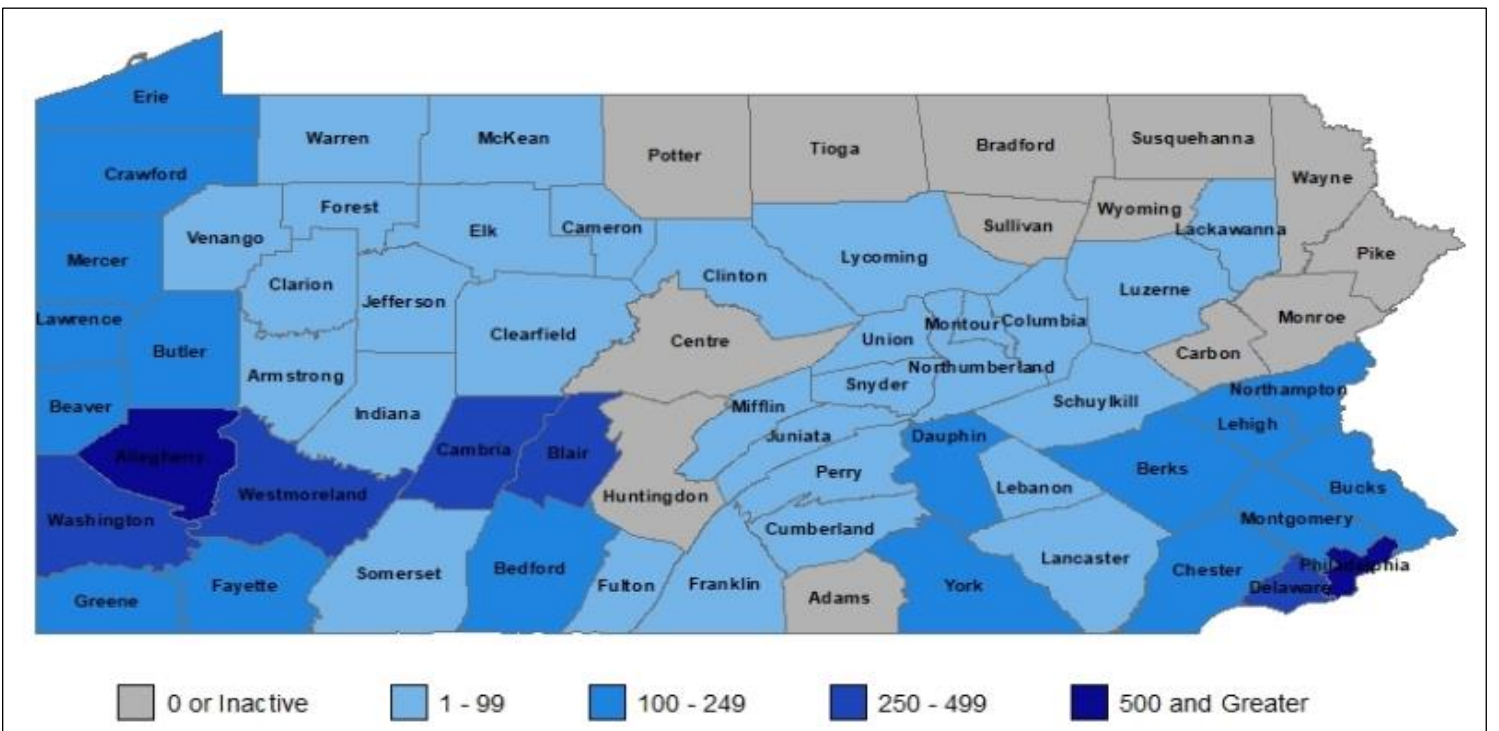 Erie
Warren
McKean
Potter
Tioga
Bradford
Susquehanna
Wayne
Crawford
Forest
Venango
Elk
Cameron
Sullivan
Wyoming
Lackawanna
Pike
Mercer
Clarion
Jefferson
Clinton
Lycoming
Luzerne
Monroe
Lawrence
Butler
Clearfield
Centre
Union
Montour
Columbia
Carbon
Armstrong
Snyder
Northumberland
Northampton
Beaver
Indiana
Mifflin
Schuylkill
Lehigh
Allegheny
Cambria
Blair
Juniata
Dauphin
Berks
Bucks
Westmoreland
Huntingdon
Perry
Lebanon
Washington
Cumberland
Montgomery
Somerset
Bedford
Fulton
Franklin
Lancaster
Chester
Philadelphia
Greene
Fayette
Adams
York
Delaware
0 or Inactive
1 - 99
100 - 249
250 - 499
500 and Greater